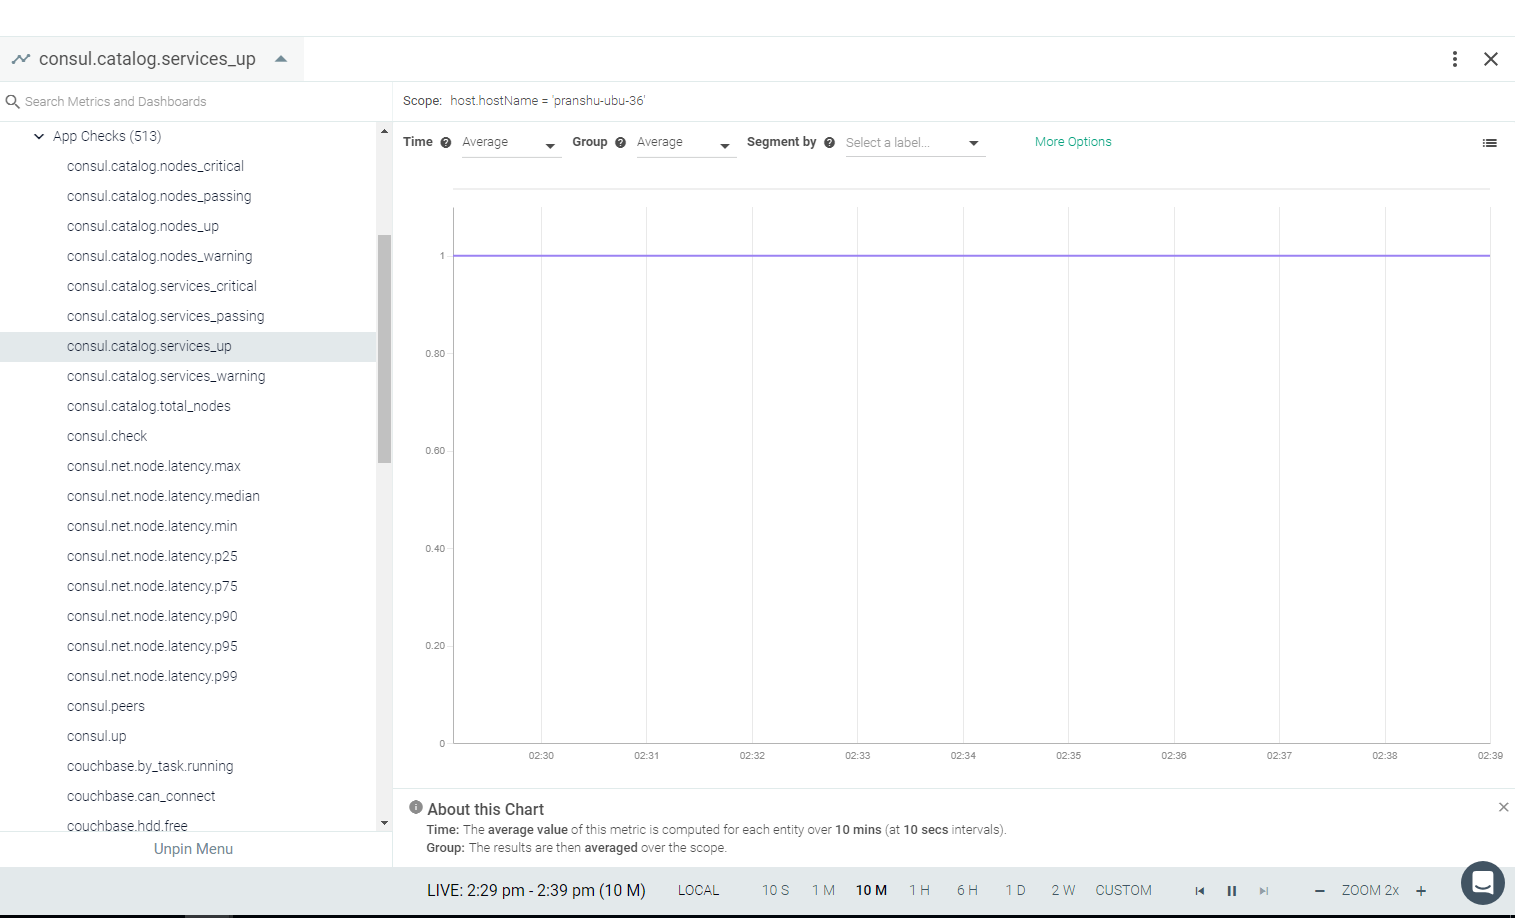 consul.catalog.services_up
Search Metrics and Dashboards
App Checks (513)
consul.catalog.nodes_critical
consul.catalog.nodes_passing
consul.catalog.nodes_up
consul.catalog.nodes_warning
consul.catalog.services_critical
consul.catalog.services_passing
consul.catalog.services_up
consul.catalog.services_warning
consul.catalog.total_nodes
consul.check
consul.net.node.latency.max
consul.net.node.latency.median
consul.net.node.latency.min
consul.net.node.latency.p25
consul.net.node.latency.p75
consul.net.node.latency.p90
consul.net.node.latency.p95
consul.net.node.latency.p99
consul.peers
consul.up
couchbase.by_task.running
couchbase.can_connect
couchbase.hdd.free
Unpin Menu
Scope: host.hostName = 'pranshu-ubu-36'
Time ? Average Group ? Average Segment by ? Select a label... More Options
1
0.80
0.60
0.40
0.20
0
02:30 02:31 02:32 02:33 02:34 02:35 02:36 02:37 02:38 02:39
About this Chart
Time: The average value of this metric is computed for each entity over 10 mins (at 10 secs intervals).
Group: The results are then averaged over the scope.
LIVE: 2:29 pm - 2:39 pm (10 M) LOCAL 10 S 1 M 10 M 1 H 6 H 1 D 2 W CUSTOM − ZOOM 2x +